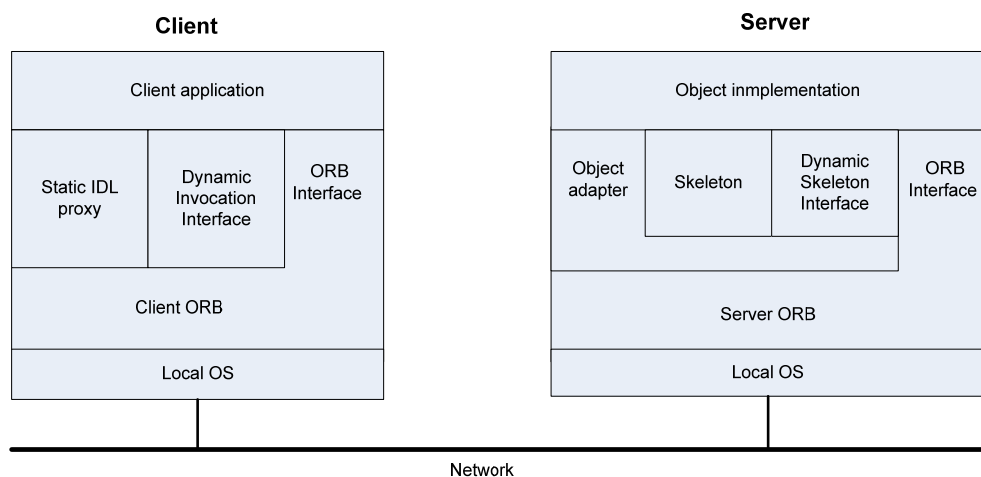 Client
Server
Client application
Object inmplementation
Static IDL
proxy
Dynamic
Invocation
Interface
ORB
Interface
Object
adapter
Skeleton
Dynamic
Skeleton
Interface
ORB
Interface
Client ORB
Server ORB
Local OS
Local OS
Network